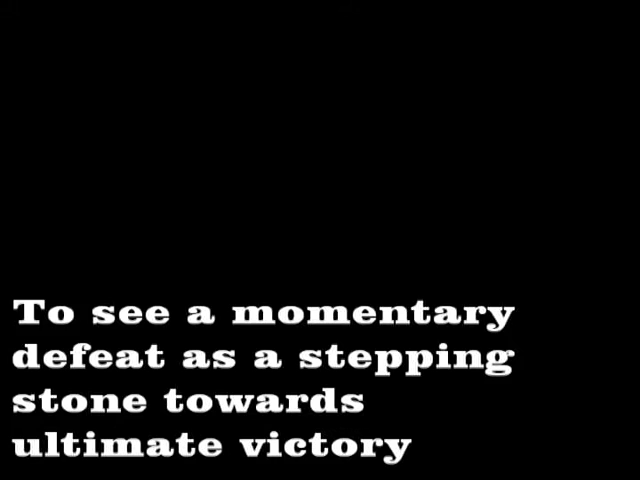 To see a momentary
defeat as a stepping
stone towards
ultimate victory